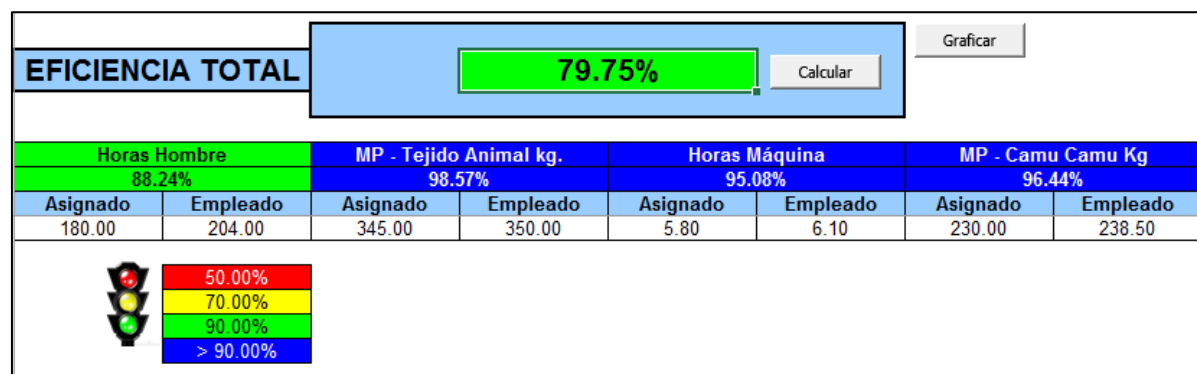 Graficar
EFICIENCIA TOTAL 79.75% Calcular
Horas Hombre MP - Tejido Animal kg. Horas Máquina MP - Camu Camu Kg
88.24% 98.57% 95.08% 96.44%
Asignado Empleado Asignado Empleado Asignado Empleado Asignado Empleado
180.00 204.00 345.00 350.00 5.80 6.10 230.00 238.50
50.00%
70.00%
90.00%
> 90.00%